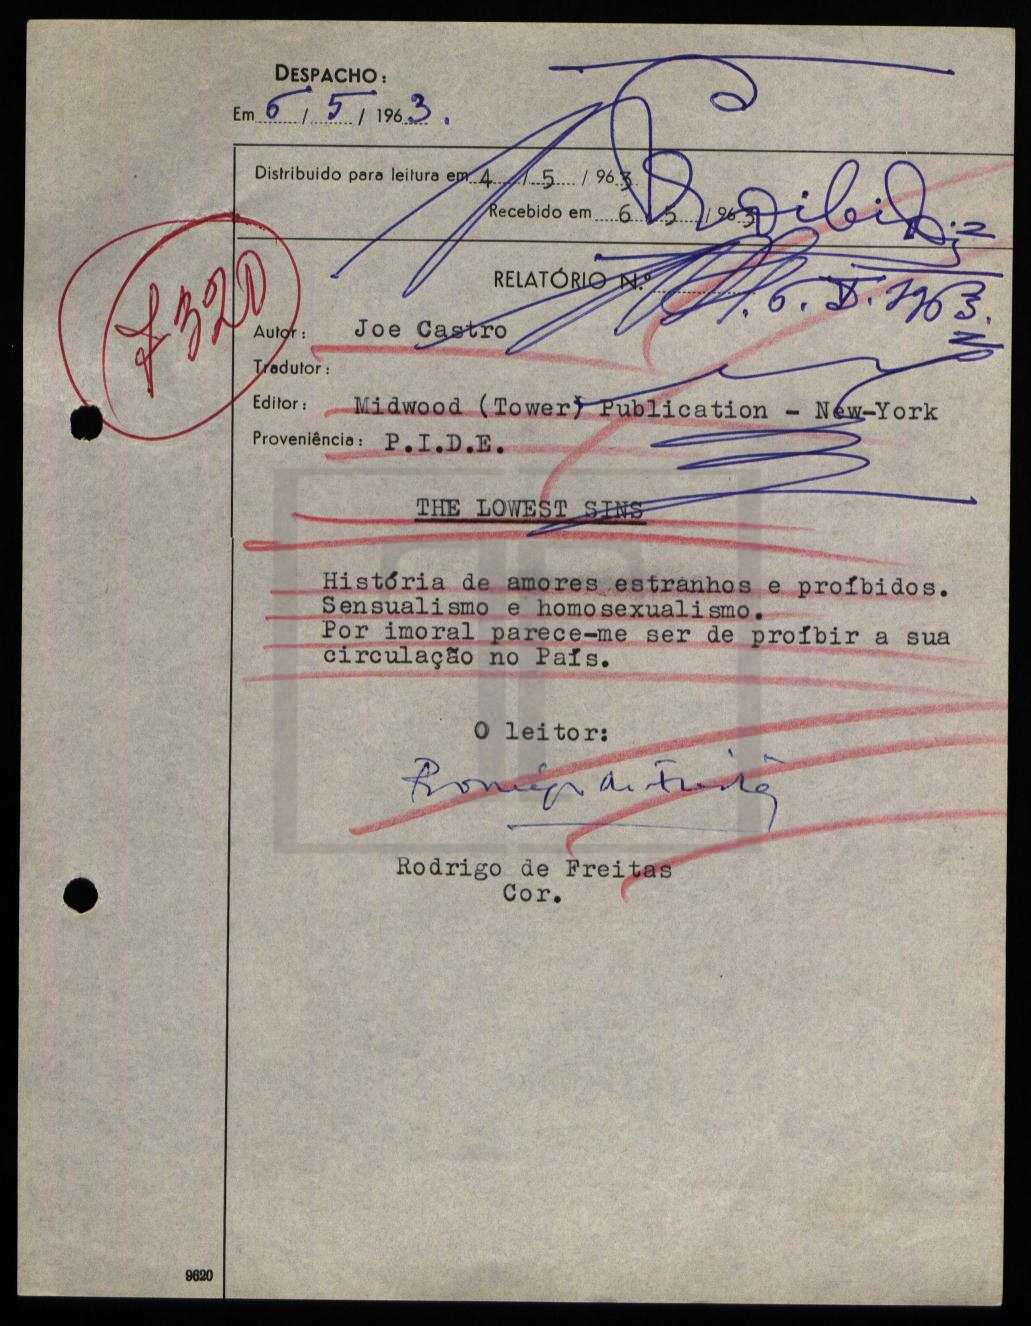 DESPACHO:
Em 6 / 5 / 1963.
Proibido
Distribuido para leitura em 4 / 5 / 963
Recebido em 6 / 5 / 963
RELATÓRIO N.º
6. V. 1963.
Autor: Joe Castro
Tradutor:
Editor: Midwood (Tower) Publication - New-York
Proveniência: P.I.D.E.
THE LOWEST SINS
História de amores estranhos e proíbidos.
Sensualismo e homosexualismo.
Por imoral parece-me ser de proíbir a sua
circulação no País.
O leitor:
Rodrigo de Freitas
Rodrigo de Freitas
Cor.
9620